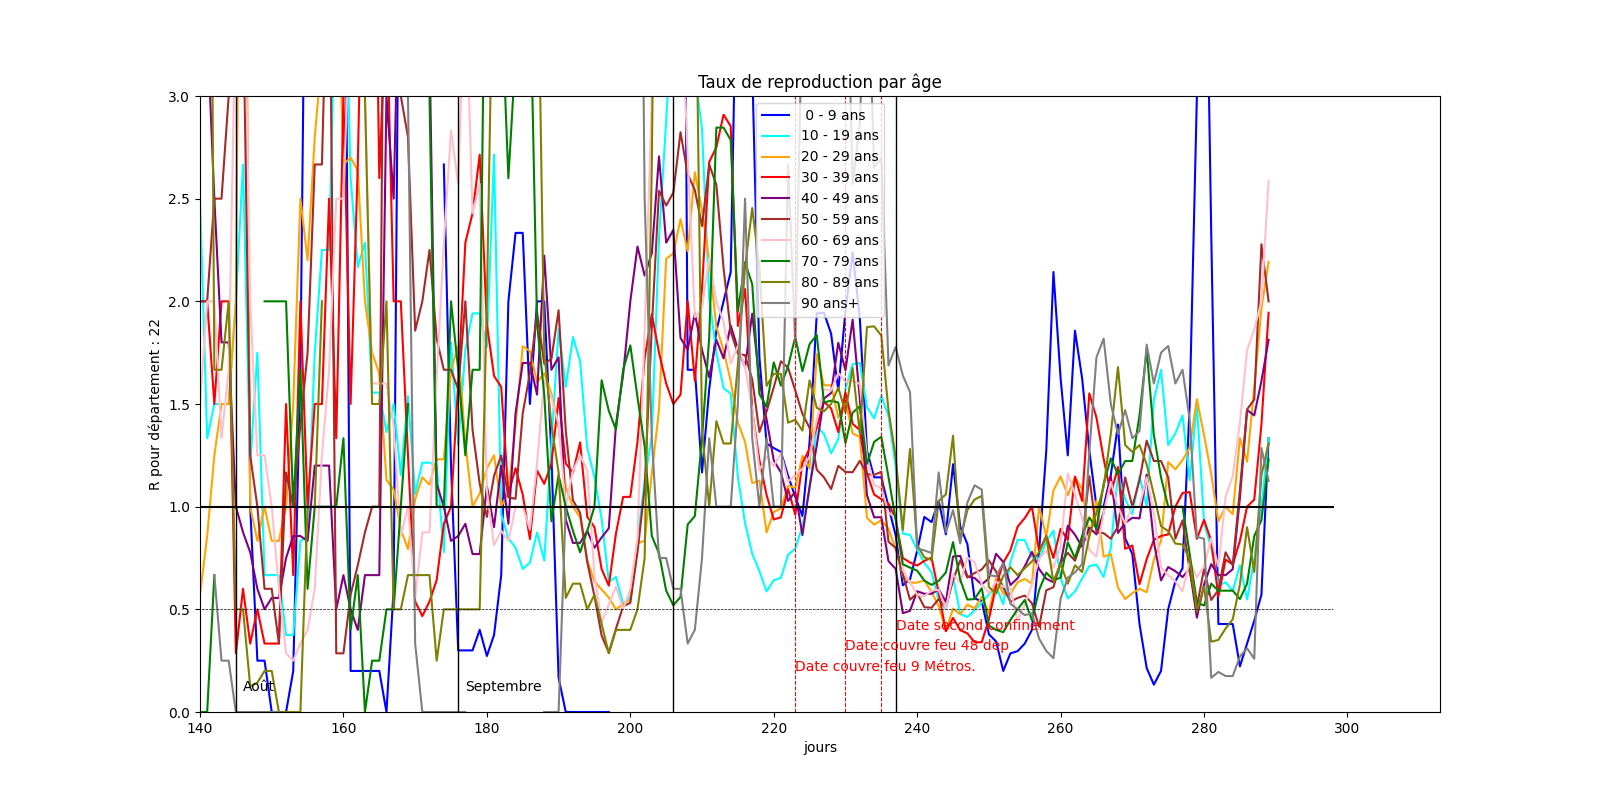 Taux de reproduction par âge
3.0
2.5
2.0
1.5
1.0
0.5
0.0
R pour département : 22
0 - 9 ans
10 - 19 ans
20 - 29 ans
30 - 39 ans
40 - 49 ans
50 - 59 ans
60 - 69 ans
70 - 79 ans
80 - 89 ans
90 ans+
Date second confinement
Date couvre feu 48 dep
Date couvre feu 9 Métros.
Août
Septembre
140 160 180 200 220 240 260 280 300
jours